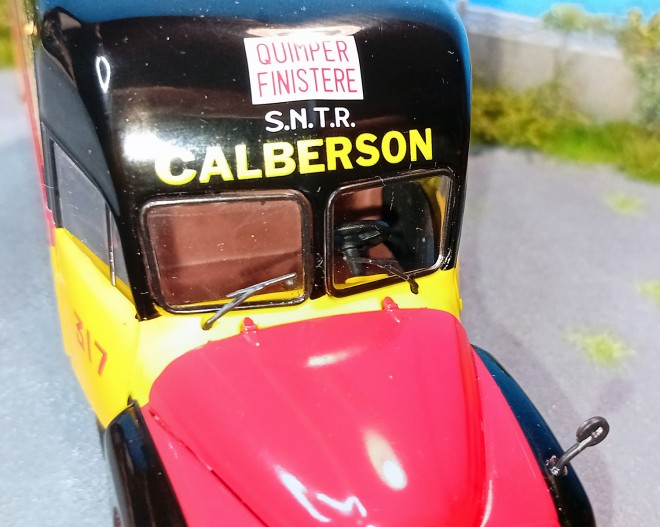 QUIMPER
FINISTERE
S.N.T.R.
CALBERSON
317